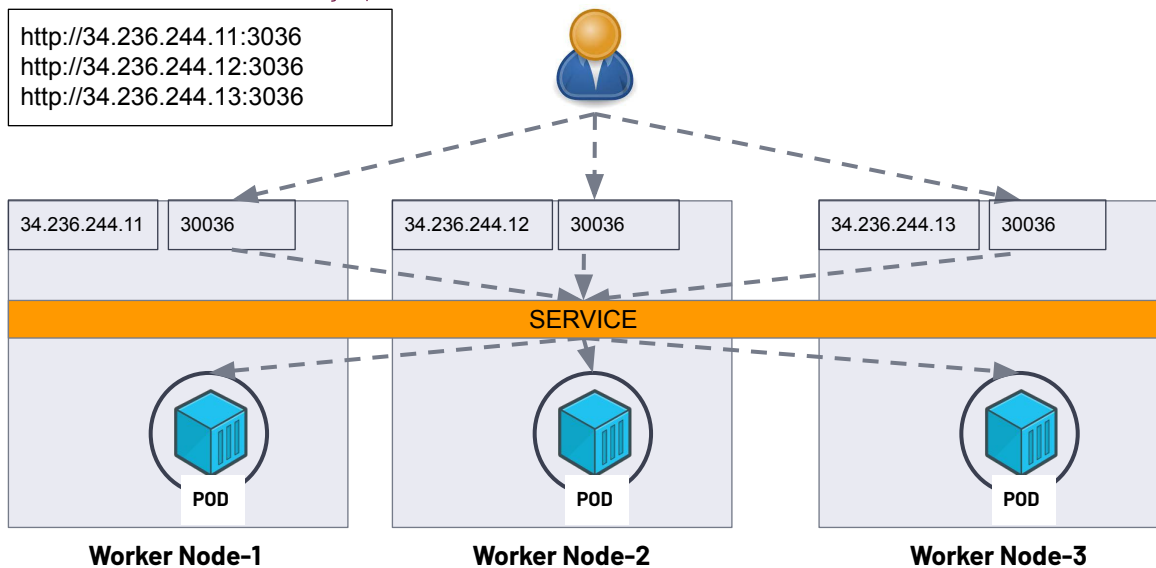 http://34.236.244.11:3036
http://34.236.244.12:3036
http://34.236.244.13:3036
34.236.244.11
30036
34.236.244.12
30036
34.236.244.13
30036
SERVICE
POD
POD
POD
Worker Node-1
Worker Node-2
Worker Node-3